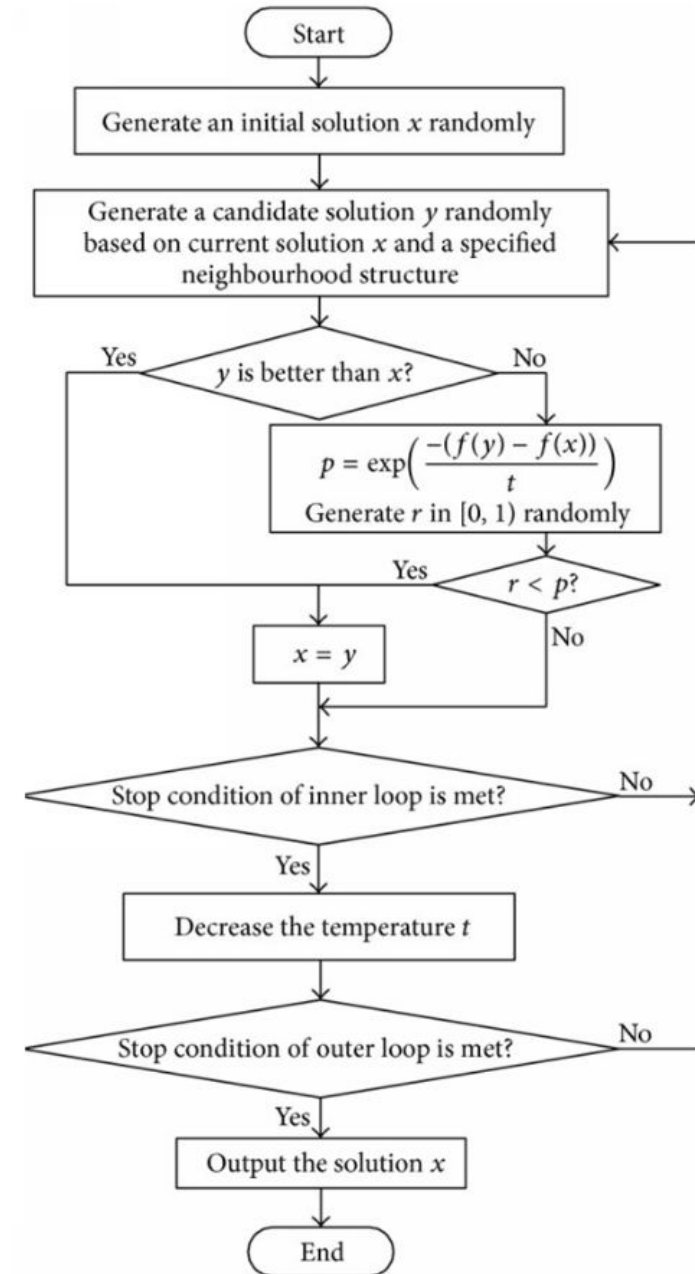 Start
Generate an initial solution x randomly
Generate a candidate solution y randomly
based on current solution x and a specified
neighbourhood structure
Yes
y is better than x?
No
p = exp(−(f(y) − f(x))/t)
Generate r in [0, 1) randomly
Yes
r < p?
No
x = y
Stop condition of inner loop is met?
No
Yes
Decrease the temperature t
Stop condition of outer loop is met?
No
Yes
Output the solution x
End